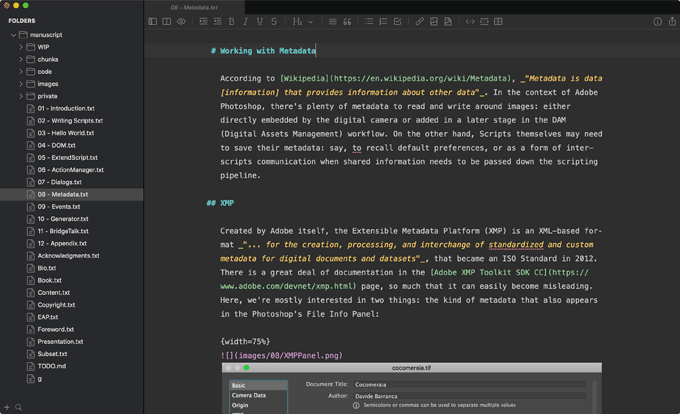 08 – Metadata.txt
FOLDERS
manuscript
WIP
chunks
code
images
private
01 - Introduction.txt
02 - Writing Scripts.txt
03 - Hello World.txt
04 - DOM.txt
05 - ExtendScript.txt
06 - ActionManager.txt
07 - Dialogs.txt
08 - Metadata.txt
09 - Events.txt
10 - Generator.txt
11 - BridgeTalk.txt
12 - Appendix.txt
Acknowledgments.txt
Bio.txt
Book.txt
Content.txt
Copyright.txt
EAP.txt
Foreword.txt
Presentation.txt
Subset.txt
TODO.md
g
# Working with Metadata
According to [Wikipedia](https://en.wikipedia.org/wiki/Metadata), _"Metadata is data
[information] that provides information about other data"_. In the context of Adobe
Photoshop, there's plenty of metadata to read and write around images: either
directly embedded by the digital camera or added in a later stage in the DAM
(Digital Assets Management) workflow. On the other hand, Scripts themselves may need
to save their metadata: say, to recall default preferences, or as a form of inter-
scripts communication when shared information needs to be passed down the scripting
pipeline.
## XMP
Created by Adobe itself, the Extensible Metadata Platform (XMP) is an XML-based for-
mat _"... for the creation, processing, and interchange of standardized and custom
metadata for digital documents and datasets"_, that became an ISO Standard in 2012.
There is a great deal of documentation in the [Adobe XMP Toolkit SDK CC](https://
www.adobe.com/devnet/xmp.html) page, so much that it can easily become misleading.
Here, we're mostly interested in two things: the kind of metadata that also appears
in the Photoshop's File Info Panel:
{width=75%}
![](images/08/XMPPanel.png)
cocomeraia.tif
Basic
Camera Data
Origin
Document Title: Cocomeraia
Author: Davide Barranca
Semicolons or commas can be used to separate multiple values